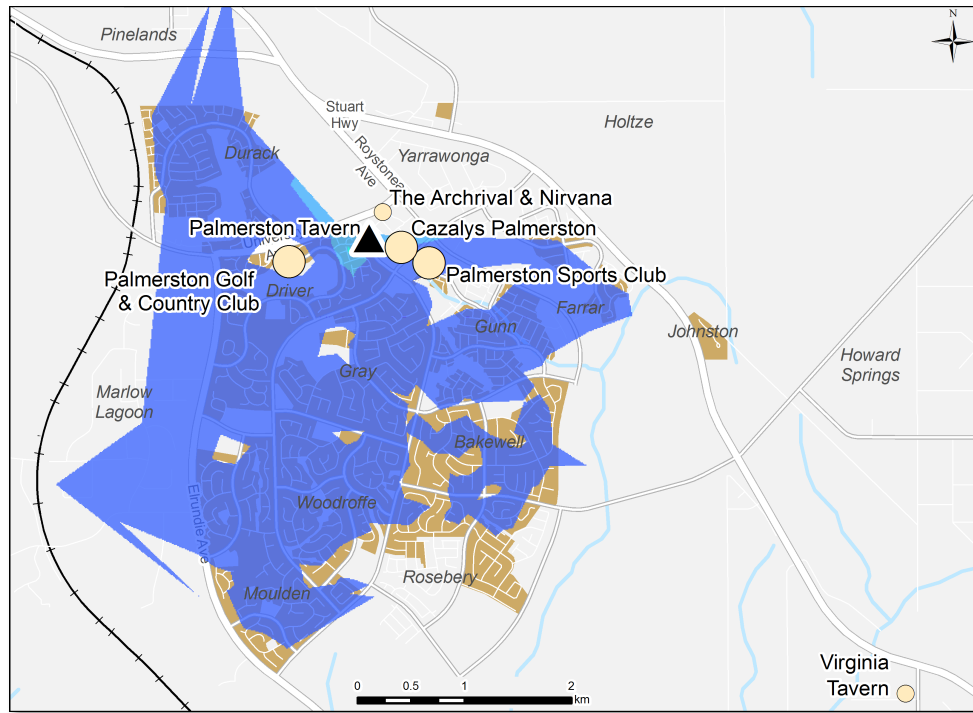 Pinelands
N
Stuart
Hwy
Holtze
Roystonea
Ave
Yarrawonga
Durack
The Archrival & Nirvana
Palmerston Tavern
Cazalys Palmerston
Palmerston Golf
& Country Club
Palmerston Sports Club
Driver
Farrar
Gunn
Johnston
Howard
Springs
Gray
Marlow
Lagoon
Bakewell
Woodroffe
Elrundie Ave
Rosebery
Moulden
Virginia
Tavern
0 0.5 1 2
km